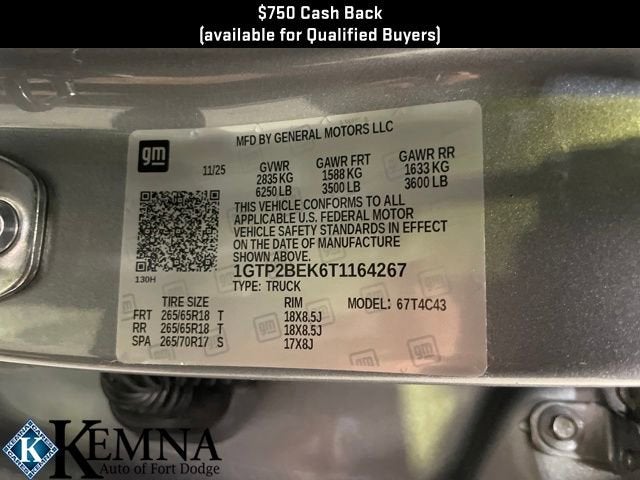 $750 Cash Back
(available for Qualified Buyers)
MFD BY GENERAL MOTORS LLC
gm
11/25
GVWR GAWR FRT GAWR RR
2835 KG 1588 KG 1633 KG
6250 LB 3500 LB 3600 LB
THIS VEHICLE CONFORMS TO ALL
APPLICABLE U.S. FEDERAL MOTOR
VEHICLE SAFETY STANDARDS IN EFFECT
ON THE DATE OF MANUFACTURE
SHOWN ABOVE.
1GTP2BEK6T1164267
130H
TYPE: TRUCK
TIRE SIZE RIM MODEL: 67T4C43
FRT 265/65R18 T 18X8.5J
RR 265/65R18 T 18X8.5J
SPA 265/70R17 S 17X8J
gm
gm
gm
K
KEMNA
Auto of Fort Dodge